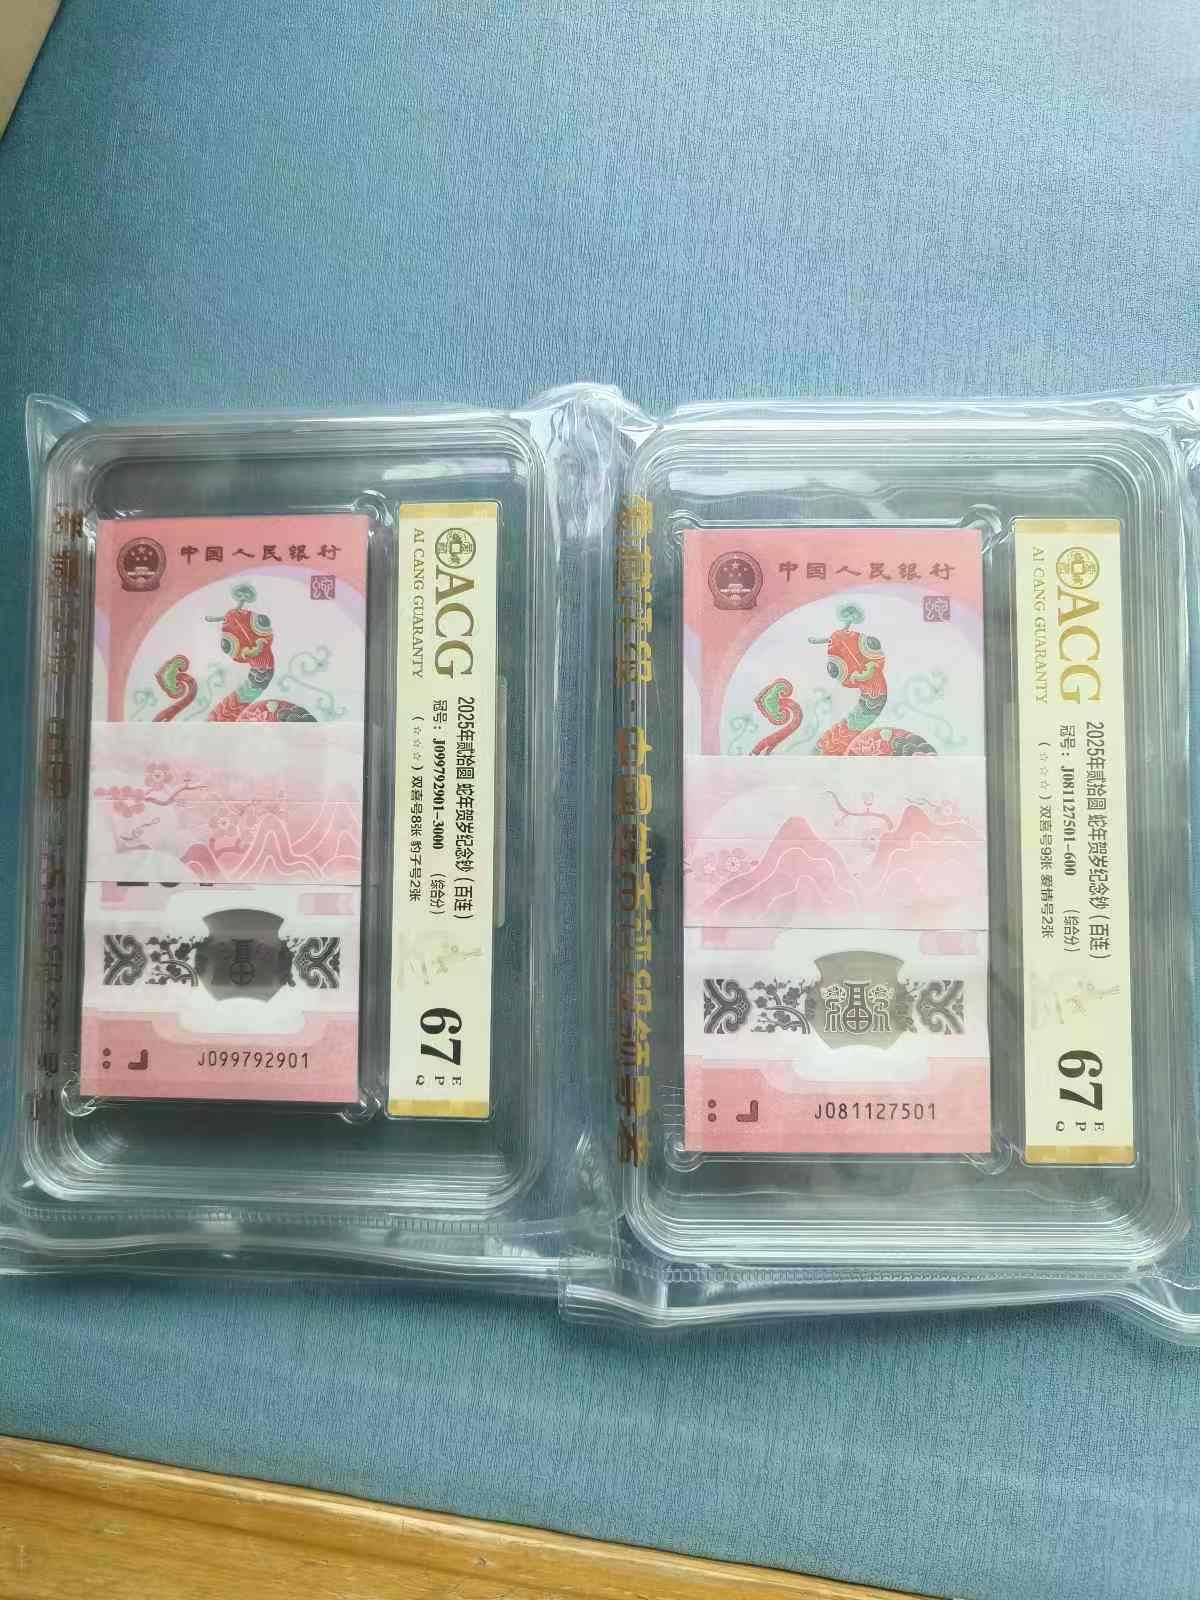 中国人民银行
J099792901
ACG
AI CANG GUARANTY
2025年贰拾圆 蛇年贺岁纪念钞（百连）
冠号：J099792901-3000 （综合分）
（☆☆☆）双喜号8张 豹子号2张
67
E
P
Q
中国人民银行
J081127501
ACG
AI CANG GUARANTY
2025年贰拾圆 蛇年贺岁纪念钞（百连）
冠号：J081127501-600 （综合分）
（☆☆☆）双喜号9张 爱情号2张
67
E
P
Q